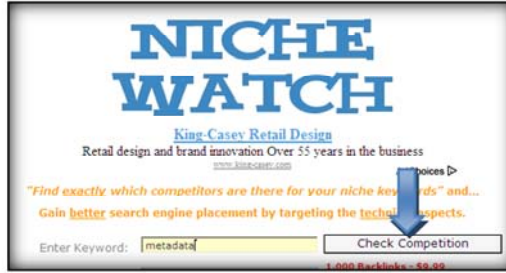 NICHE
WATCH
King-Casey Retail Design
Retail design and brand innovation Over 55 years in the business
www.king-casey.com
"Find exactly which competitors are there for your niche keywords" and...
Gain better search engine placement by targeting the aspects.
Enter Keyword: metadata
Check Competition
1,000 Backlinks - $9.99